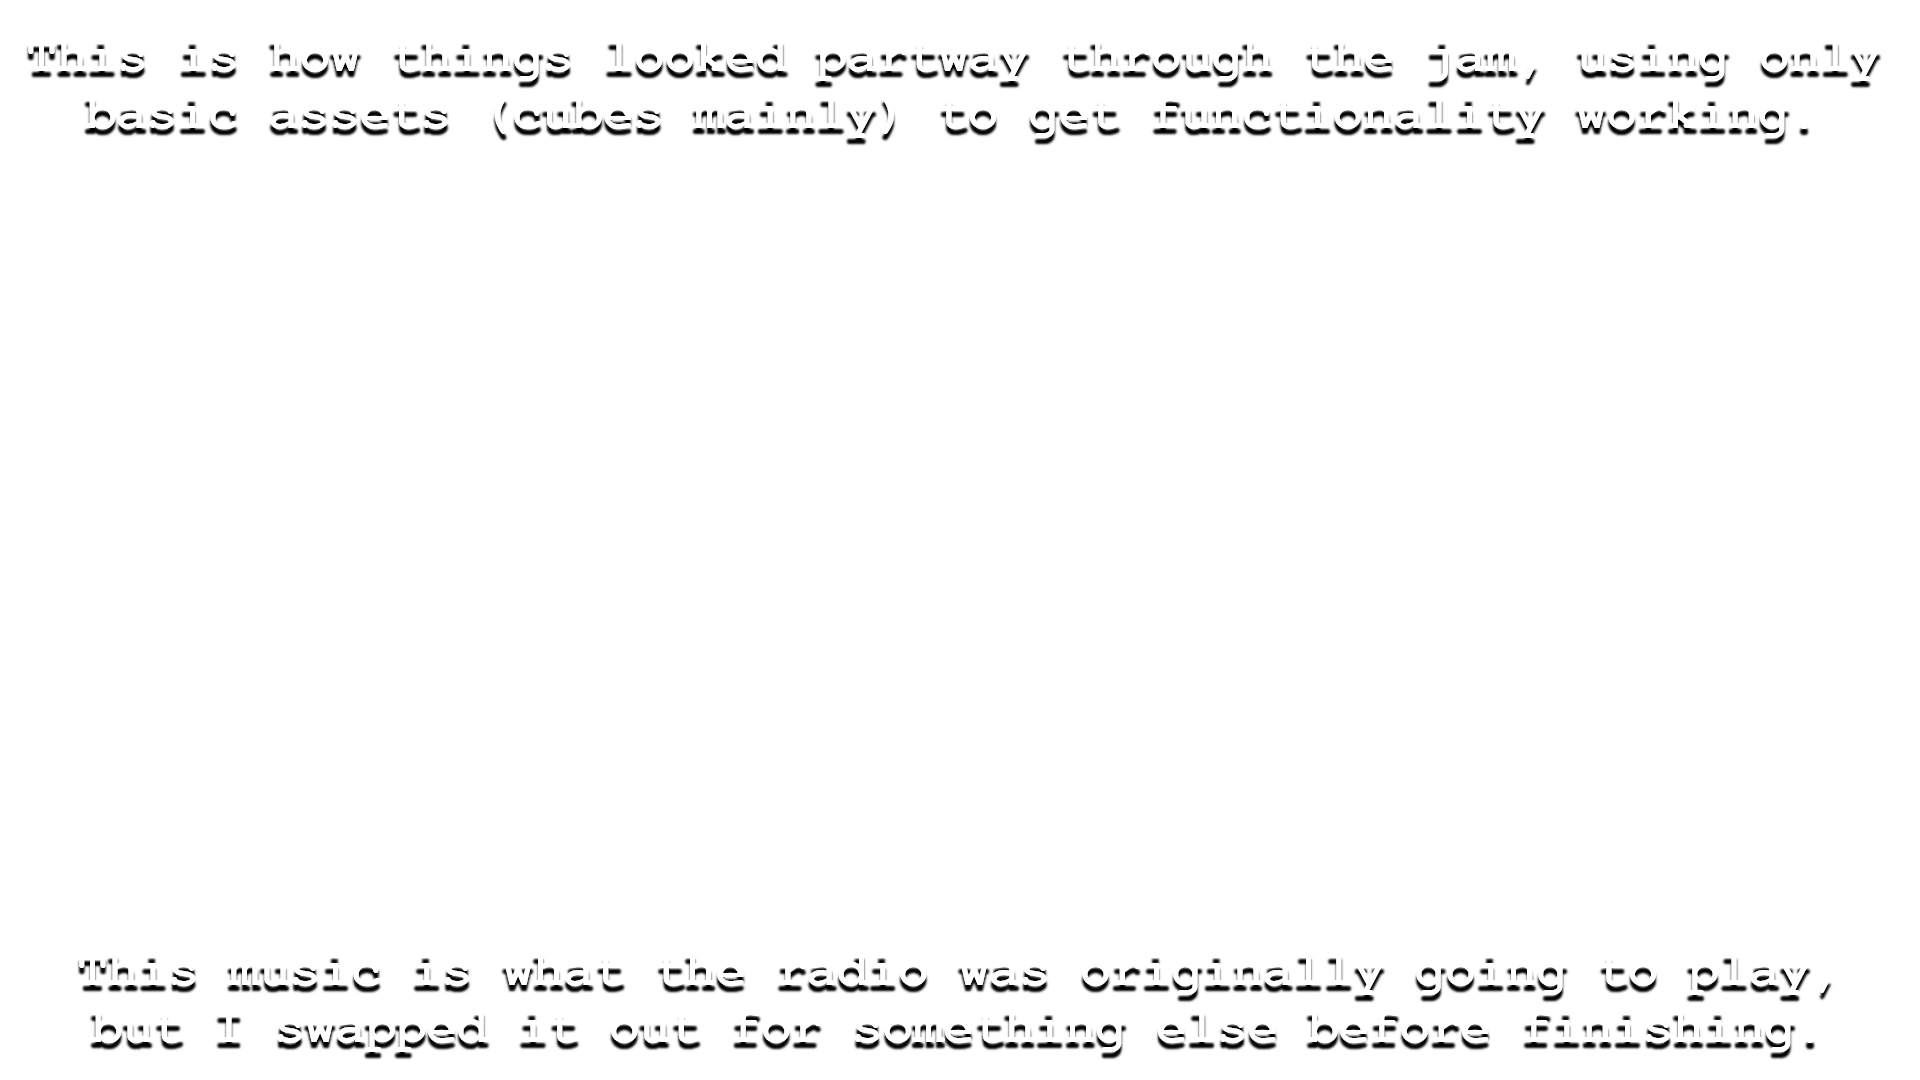 This is how things looked partway through the jam, using only
basic assets (cubes mainly) to get functionality working.
This music is what the radio was originally going to play,
but I swapped it out for something else before finishing.